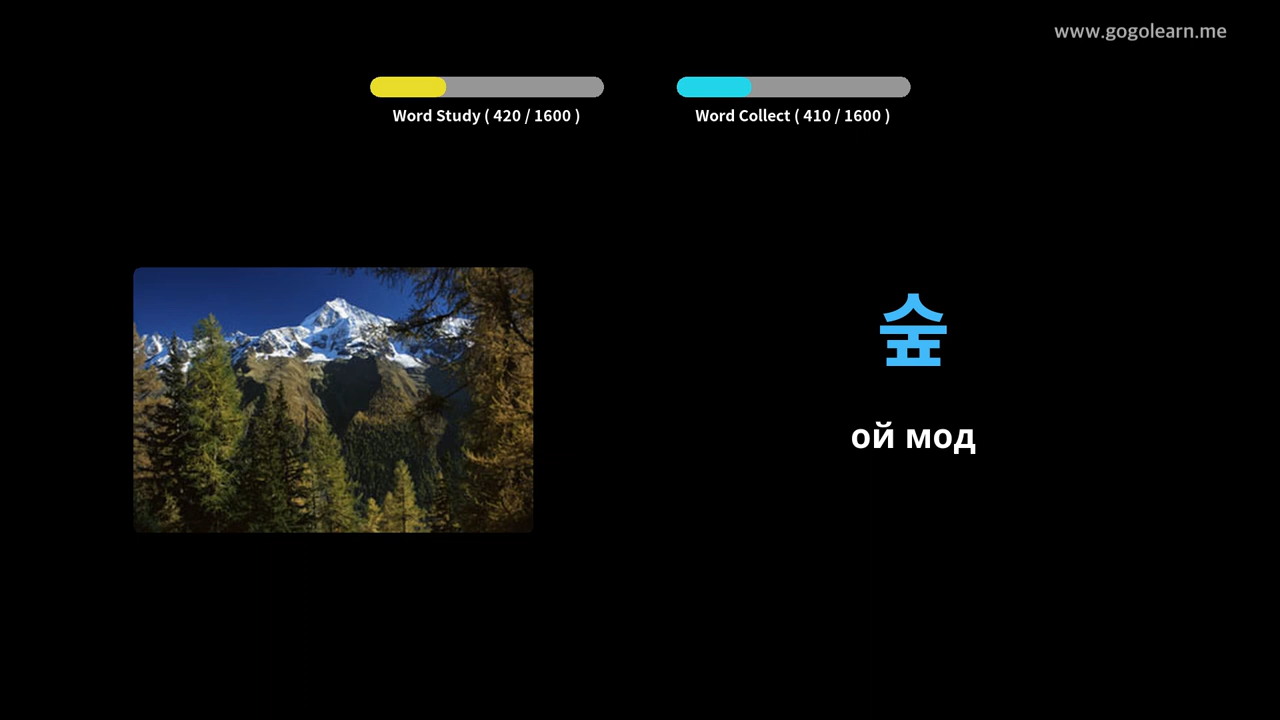 www.gogolearn.me
Word Study ( 420 / 1600 )
Word Collect ( 410 / 1600 )
숲
ой мод